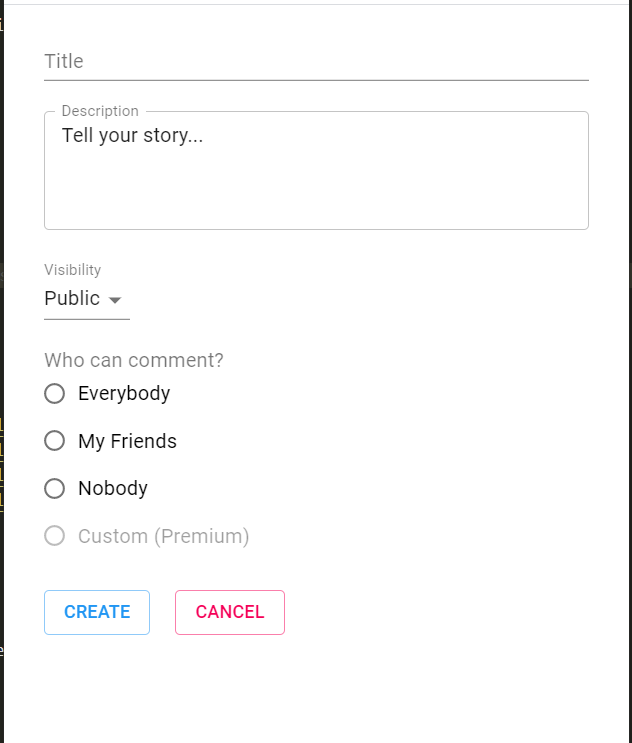 Title
Description
Tell your story...
Visibility
Public
Who can comment?
Everybody
My Friends
Nobody
Custom (Premium)
CREATE
CANCEL